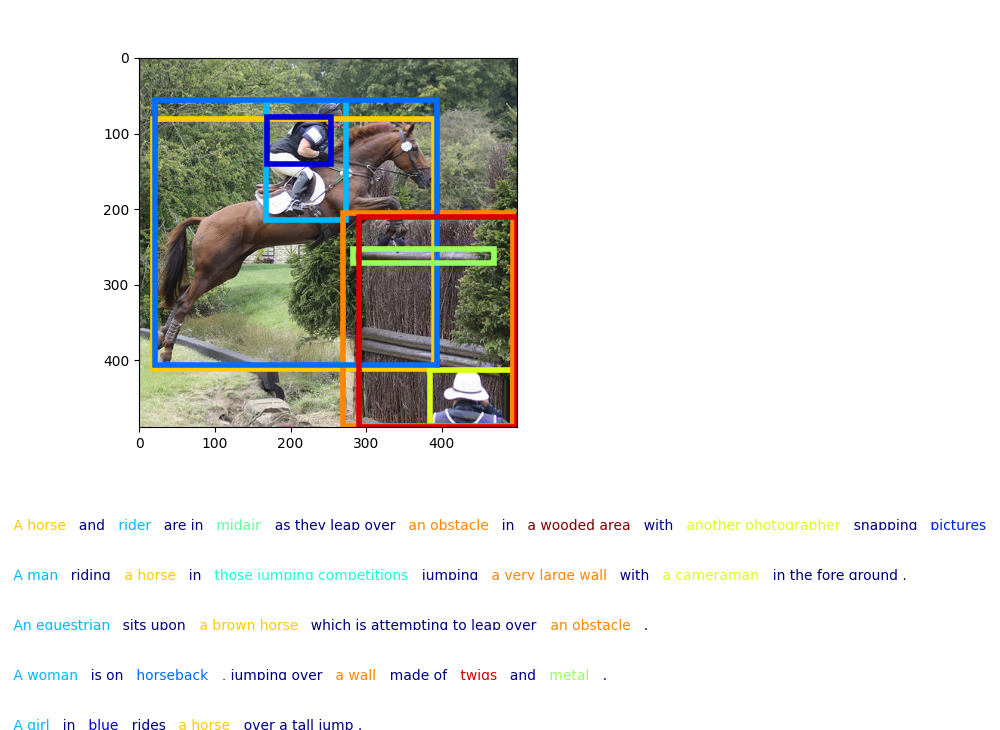 0
100
200
300
400
0 100 200 300 400
A horse and rider are in midair as they leap over an obstacle in a wooded area with another photographer snapping pictures
A man riding a horse in those jumping competitions jumping a very large wall with a cameraman in the fore ground .
An equestrian sits upon a brown horse which is attempting to leap over an obstacle .
A woman is on horseback , jumping over a wall made of twigs and metal .
A girl in blue rides a horse over a tall jump .